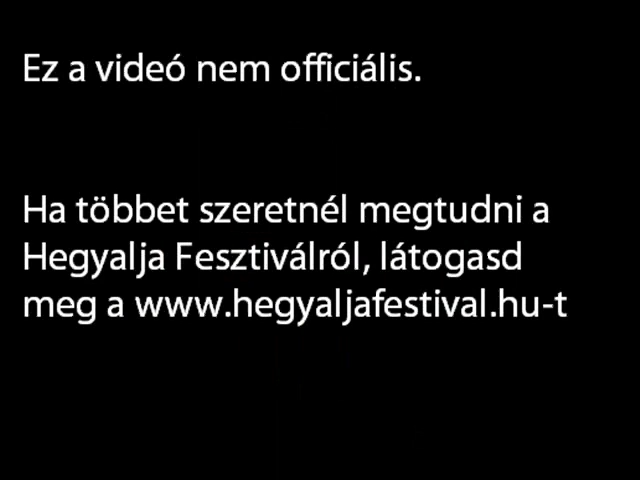 Ez a videó nem officiális.
Ha többet szeretnél megtudni a
Hegyalja Fesztiválról, látogasd
meg a www.hegyaljafestival.hu-t